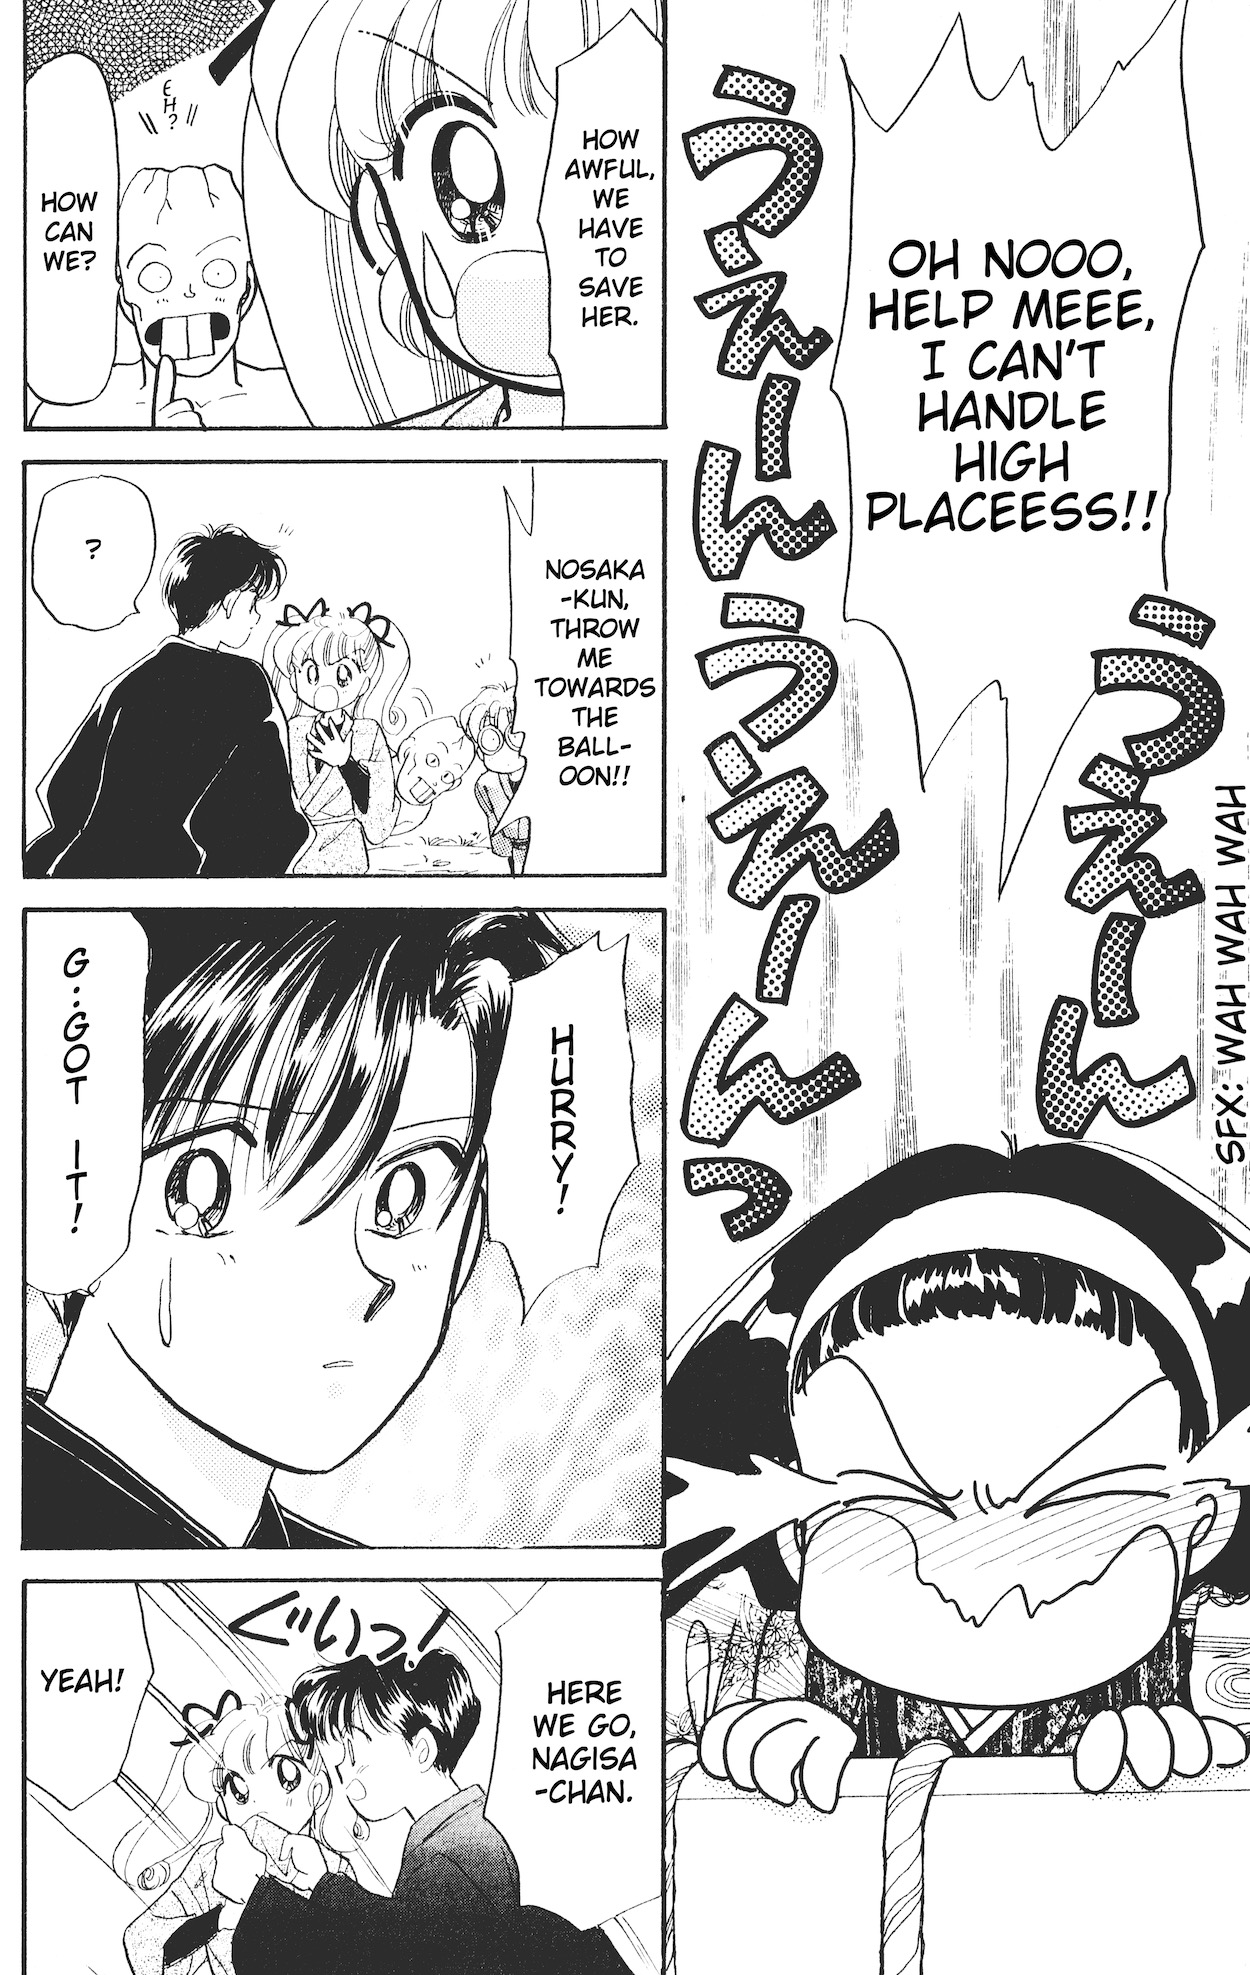 OH NOOO,
HELP MEEE,
I CAN'T
HANDLE
HIGH
PLACEESS!!
うえーん
うえーん
うえーんっ
SFX: WAH WAH WAH
HOW
AWFUL,
WE
HAVE
TO
SAVE
HER.
EH?
HOW
CAN
WE?
NOSAKA
-KUN,
THROW
ME
TOWARDS
THE
BALL-
OON!!
?
HURRY!
G..GOT IT!
ぐいっ!
HERE
WE GO,
NAGISA
-CHAN.
YEAH!